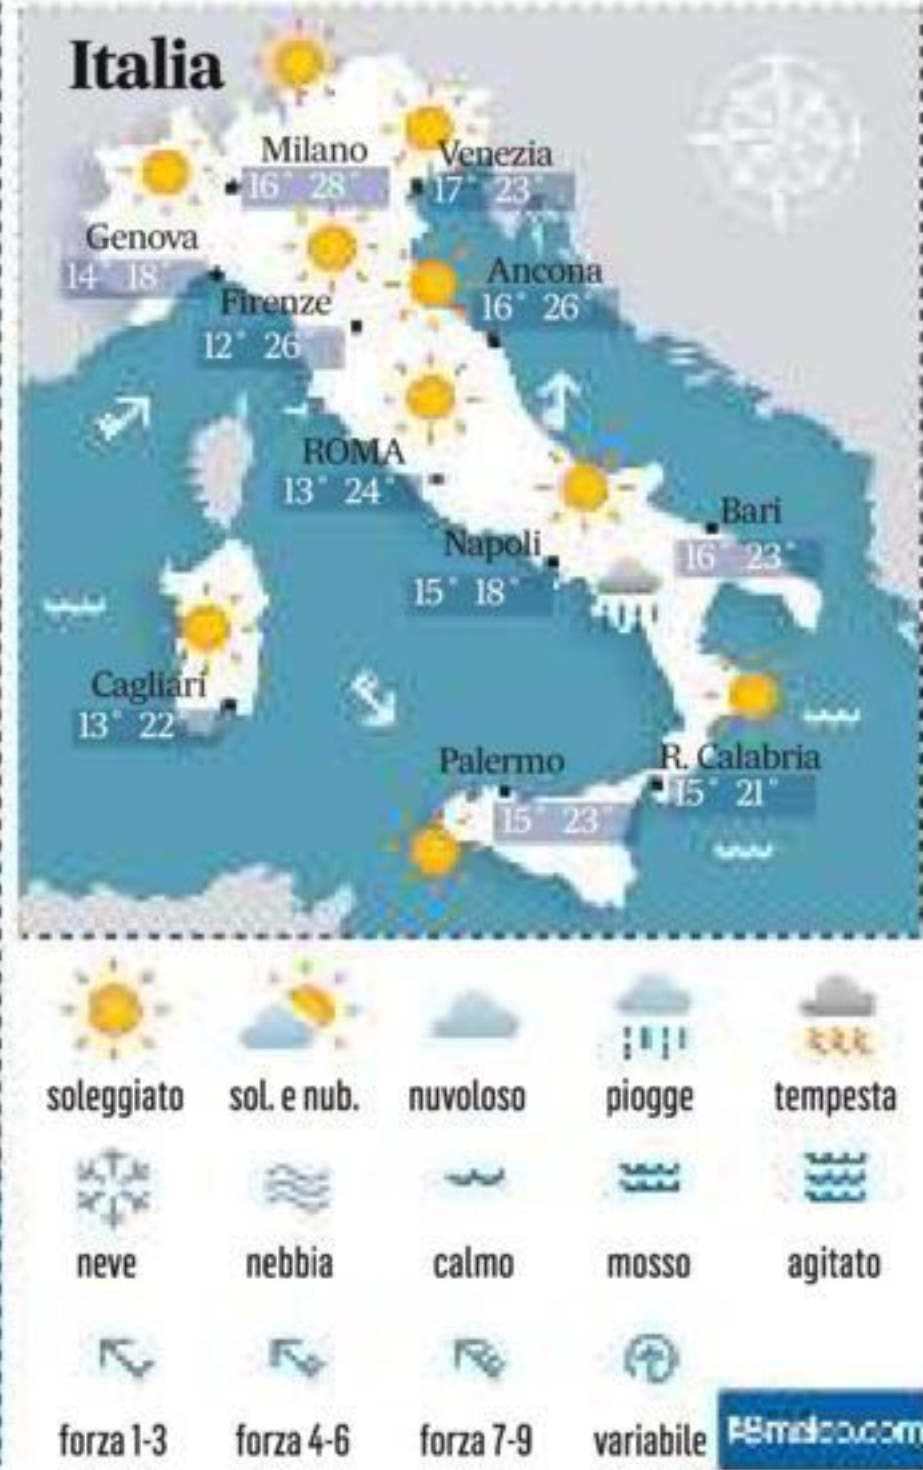 Italia
Milano
16° 28°
Venezia
17° 23°
Genova
14° 18°
Ancona
16° 26°
Firenze
12° 26°
ROMA
13° 24°
Bari
16° 23°
Napoli
15° 18°
Cagliari
13° 22°
Palermo
15° 23°
R. Calabria
15° 21°
soleggiato sol. e nub. nuvoloso piogge tempesta
neve nebbia calmo mosso agitato
forza 1-3 forza 4-6 forza 7-9 variabile